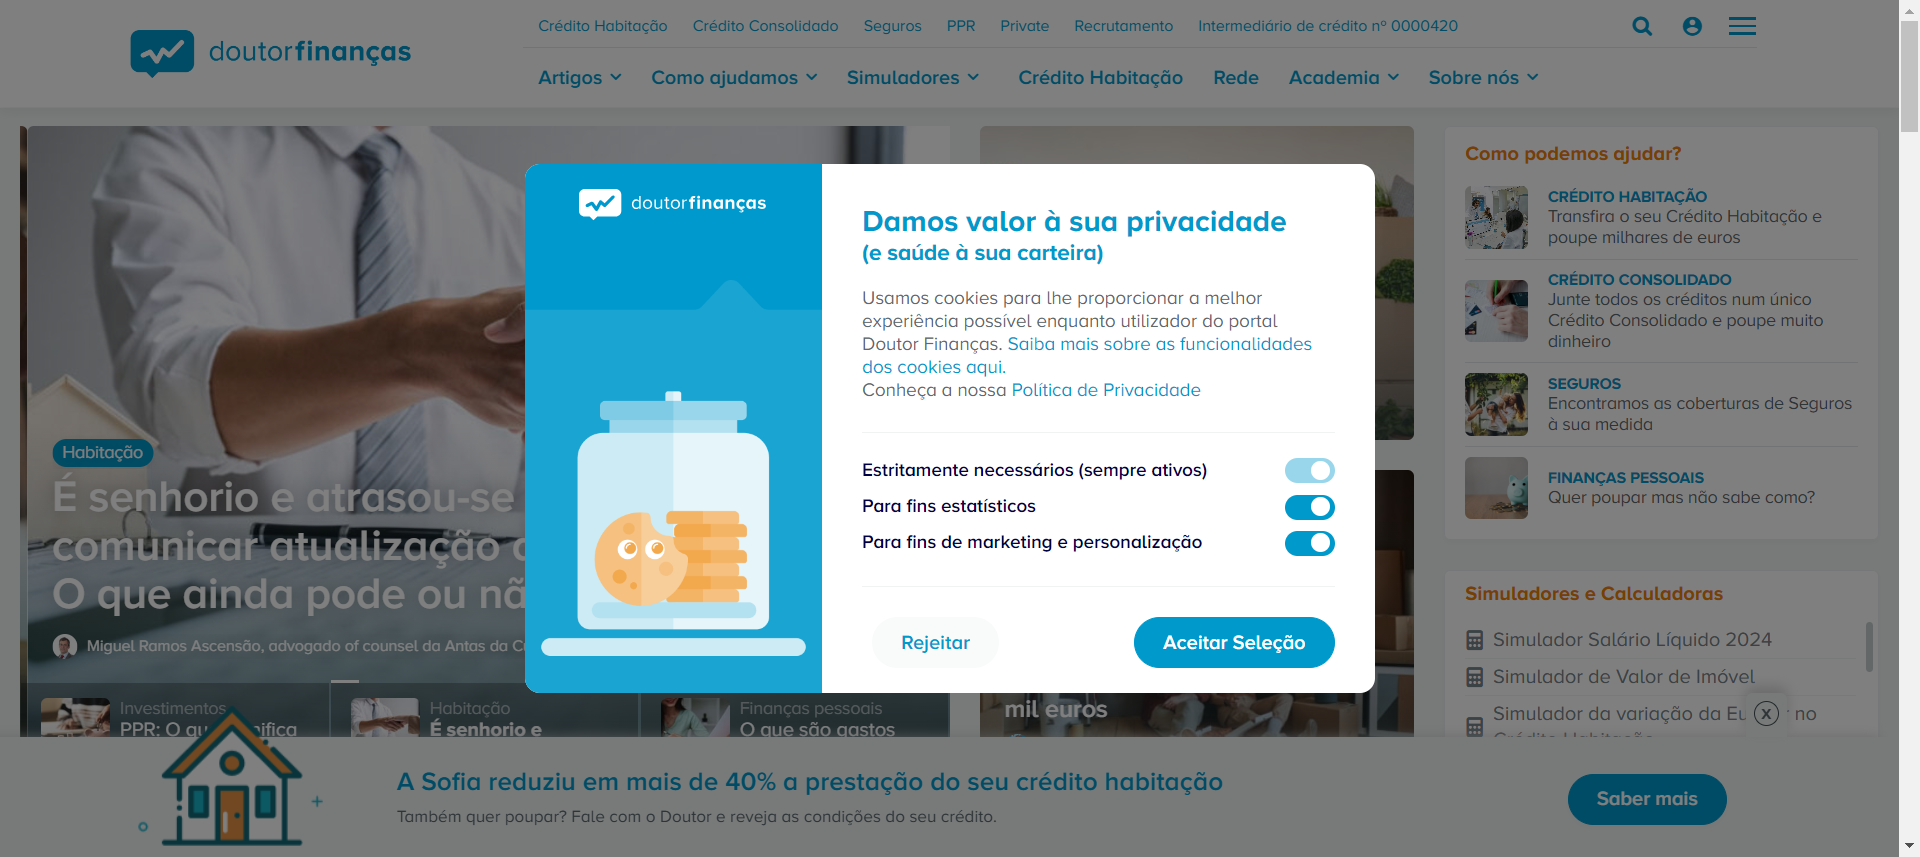 Crédito Habitação Crédito Consolidado Seguros PPR Private Recrutamento Intermediário de crédito nº 0000420
doutorfinanças
Artigos Como ajudamos Simuladores Crédito Habitação Rede Academia Sobre nós
doutorfinanças
Damos valor à sua privacidade
(e saúde à sua carteira)
Usamos cookies para lhe proporcionar a melhor
experiência possível enquanto utilizador do portal
Doutor Finanças. Saiba mais sobre as funcionalidades
dos cookies aqui.
Conheça a nossa Política de Privacidade
Estritamente necessários (sempre ativos)
Para fins estatísticos
Para fins de marketing e personalização
Rejeitar
Aceitar Seleção
Habitação
É senhorio e atrasou-se
comunicar atualização
O que ainda pode ou
Miguel Ramos Ascensão, advogado of counsel da Antas da
Investimentos
PPR: O
Habitação
É senhorio e
Finanças pessoais
O que são gastos
mil euros
Como podemos ajudar?
CRÉDITO HABITAÇÃO
Transfira o seu Crédito Habitação e
poupe milhares de euros
CRÉDITO CONSOLIDADO
Junte todos os créditos num único
Crédito Consolidado e poupe muito
dinheiro
SEGUROS
Encontramos as coberturas de Seguros
à sua medida
FINANÇAS PESSOAIS
Quer poupar mas não sabe como?
Simuladores e Calculadoras
Simulador Salário Líquido 2024
Simulador de Valor de Imóvel
Simulador da variação da no
X
A Sofia reduziu em mais de 40% a prestação do seu crédito habitação
Também quer poupar? Fale com o Doutor e reveja as condições do seu crédito.
Saber mais